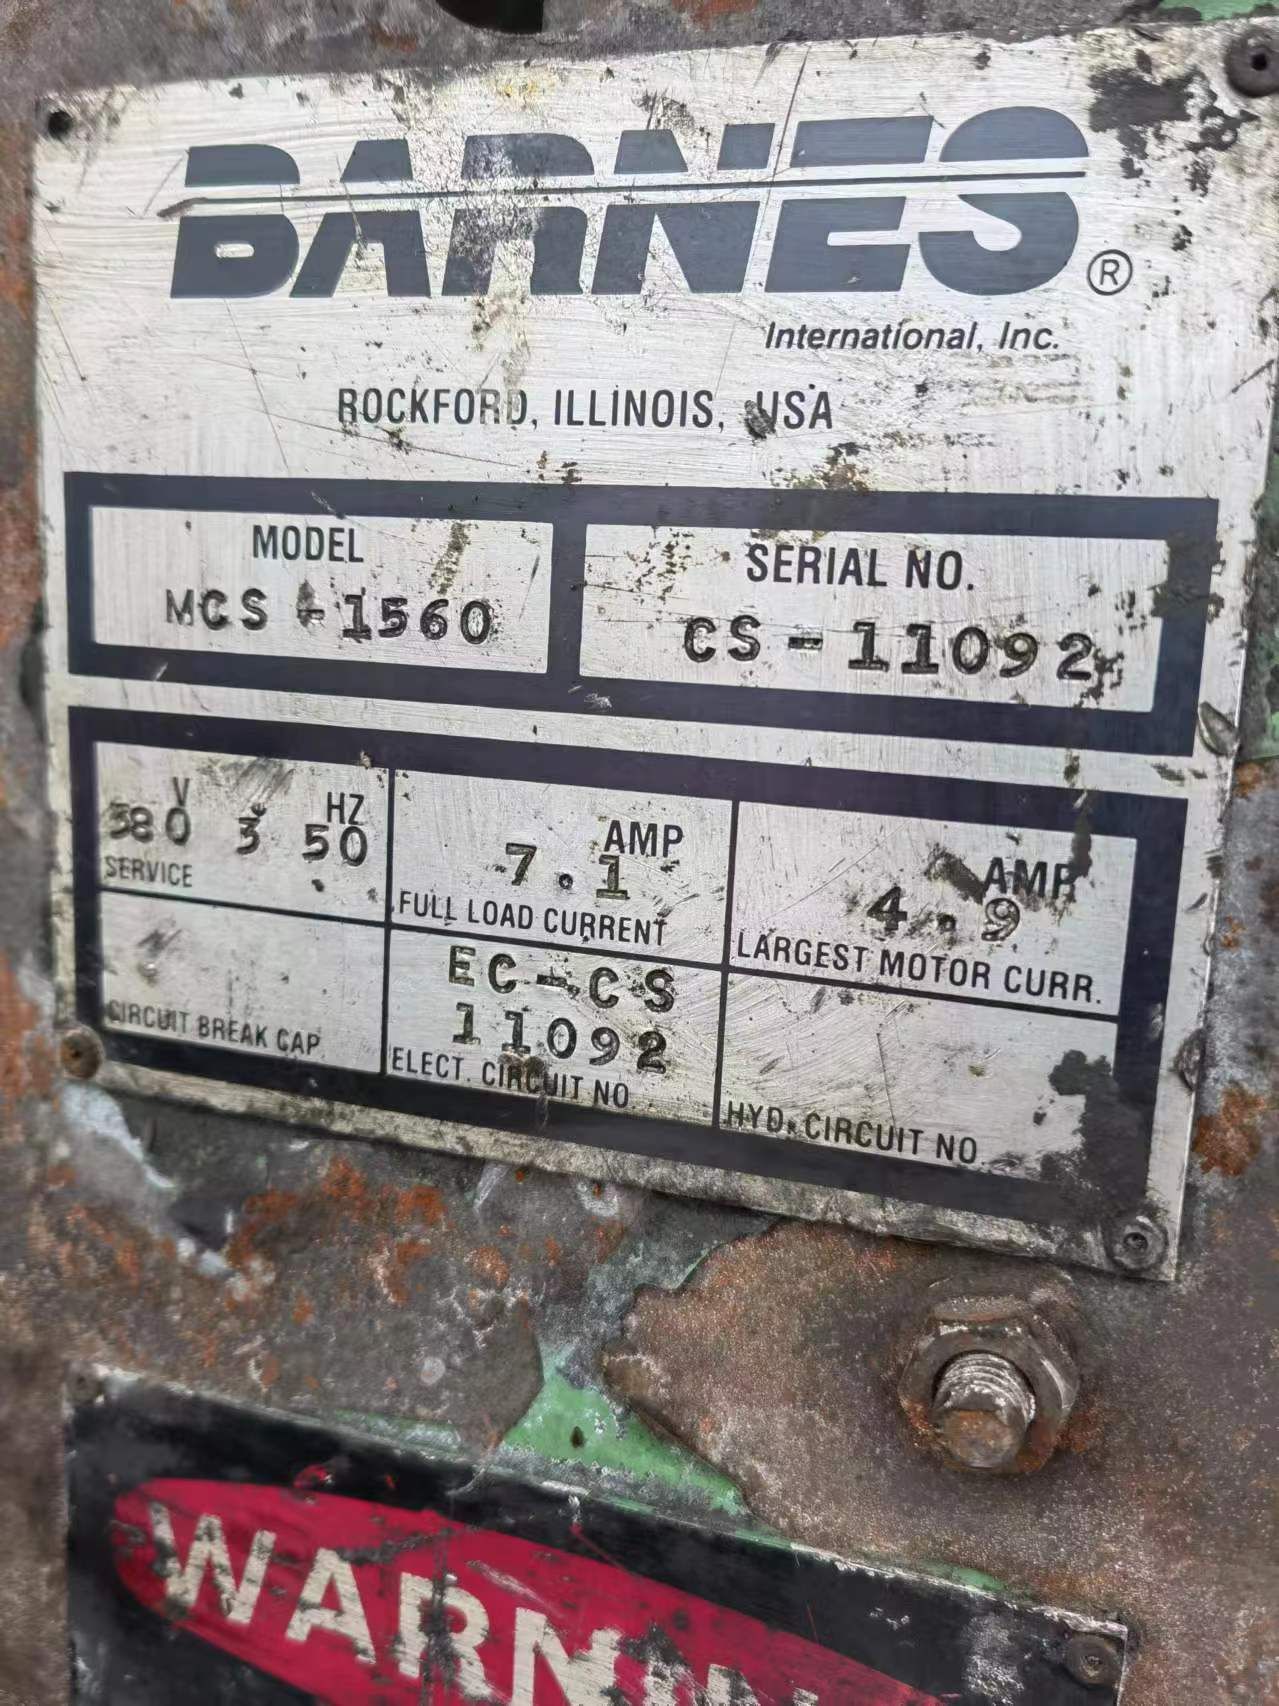 BARNES®
International, Inc.
ROCKFORD, ILLINOIS, USA
MODEL
MCS-1560
SERIAL NO.
CS-11092
V HZ
380 3 50
SERVICE
AMP
7.1
FULL LOAD CURRENT
AMP
4.9
LARGEST MOTOR CURR.
CIRCUIT BREAK CAP
EC-CS
11092
ELECT. CIRCUIT NO.
HYD. CIRCUIT NO.
WARNING